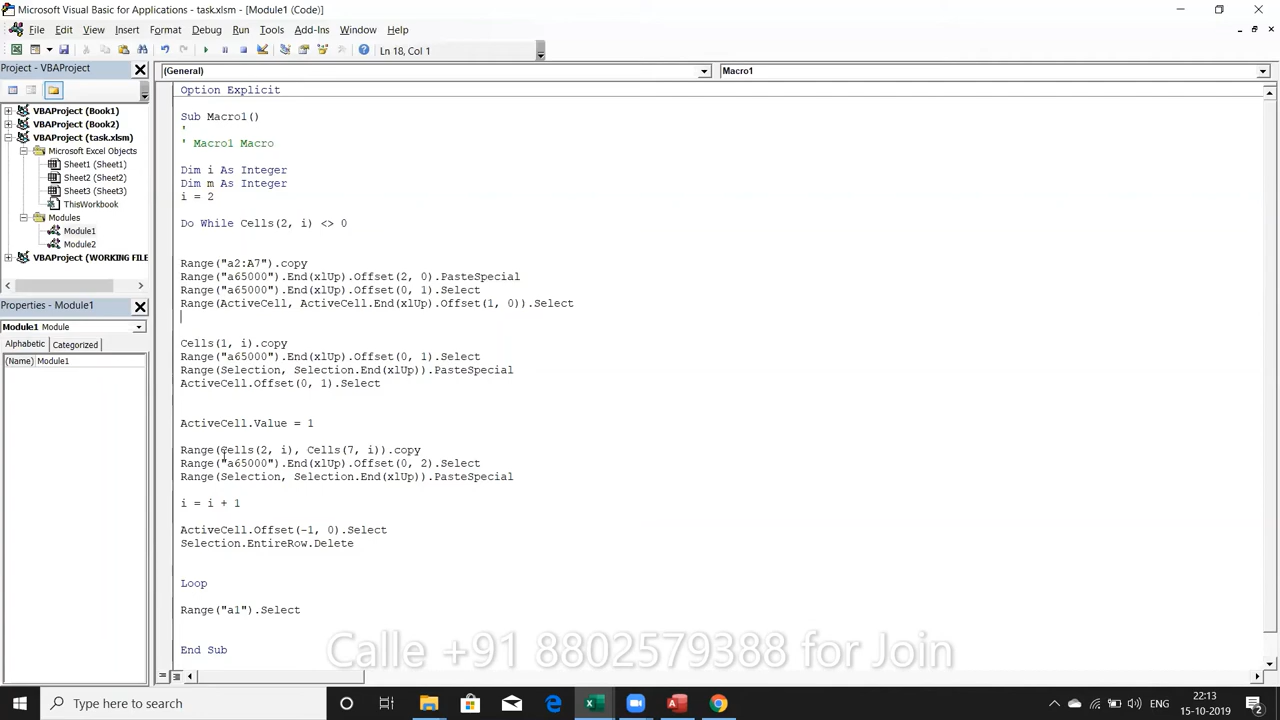 Microsoft Visual Basic for Applications - task.xlsm - [Module1 (Code)]
File Edit View Insert Format Debug Run Tools Add-Ins Window Help
Ln 18, Col 1
Project - VBAProject
(General)
Macro1
VBAProject (Book1)
VBAProject (Book2)
VBAProject (task.xlsm)
Microsoft Excel Objects
Sheet1 (Sheet1)
Sheet2 (Sheet2)
Sheet3 (Sheet3)
ThisWorkbook
Modules
Module1
Module2
VBAProject (WORKING FILE
Properties - Module1
Module1 Module
Alphabetic Categorized
(Name) Module1
Option Explicit
Sub Macro1()
'
' Macro1 Macro
Dim i As Integer
Dim m As Integer
i = 2
Do While Cells(2, i) <> 0
Range("a2:A7").copy
Range("a65000").End(xlUp).Offset(2, 0).PasteSpecial
Range("a65000").End(xlUp).Offset(0, 1).Select
Range(ActiveCell, ActiveCell.End(xlUp).Offset(1, 0)).Select
Cells(1, i).copy
Range("a65000").End(xlUp).Offset(0, 1).Select
Range(Selection, Selection.End(xlUp)).PasteSpecial
ActiveCell.Offset(0, 1).Select
ActiveCell.Value = 1
Range(Cells(2, i), Cells(7, i)).copy
Range("a65000").End(xlUp).Offset(0, 2).Select
Range(Selection, Selection.End(xlUp)).PasteSpecial
i = i + 1
ActiveCell.Offset(-1, 0).Select
Selection.EntireRow.Delete
Loop
Range("a1").Select
End Sub
Calle +91 8802579388 for Join
Type here to search
ENG
22:13
15-10-2019
2